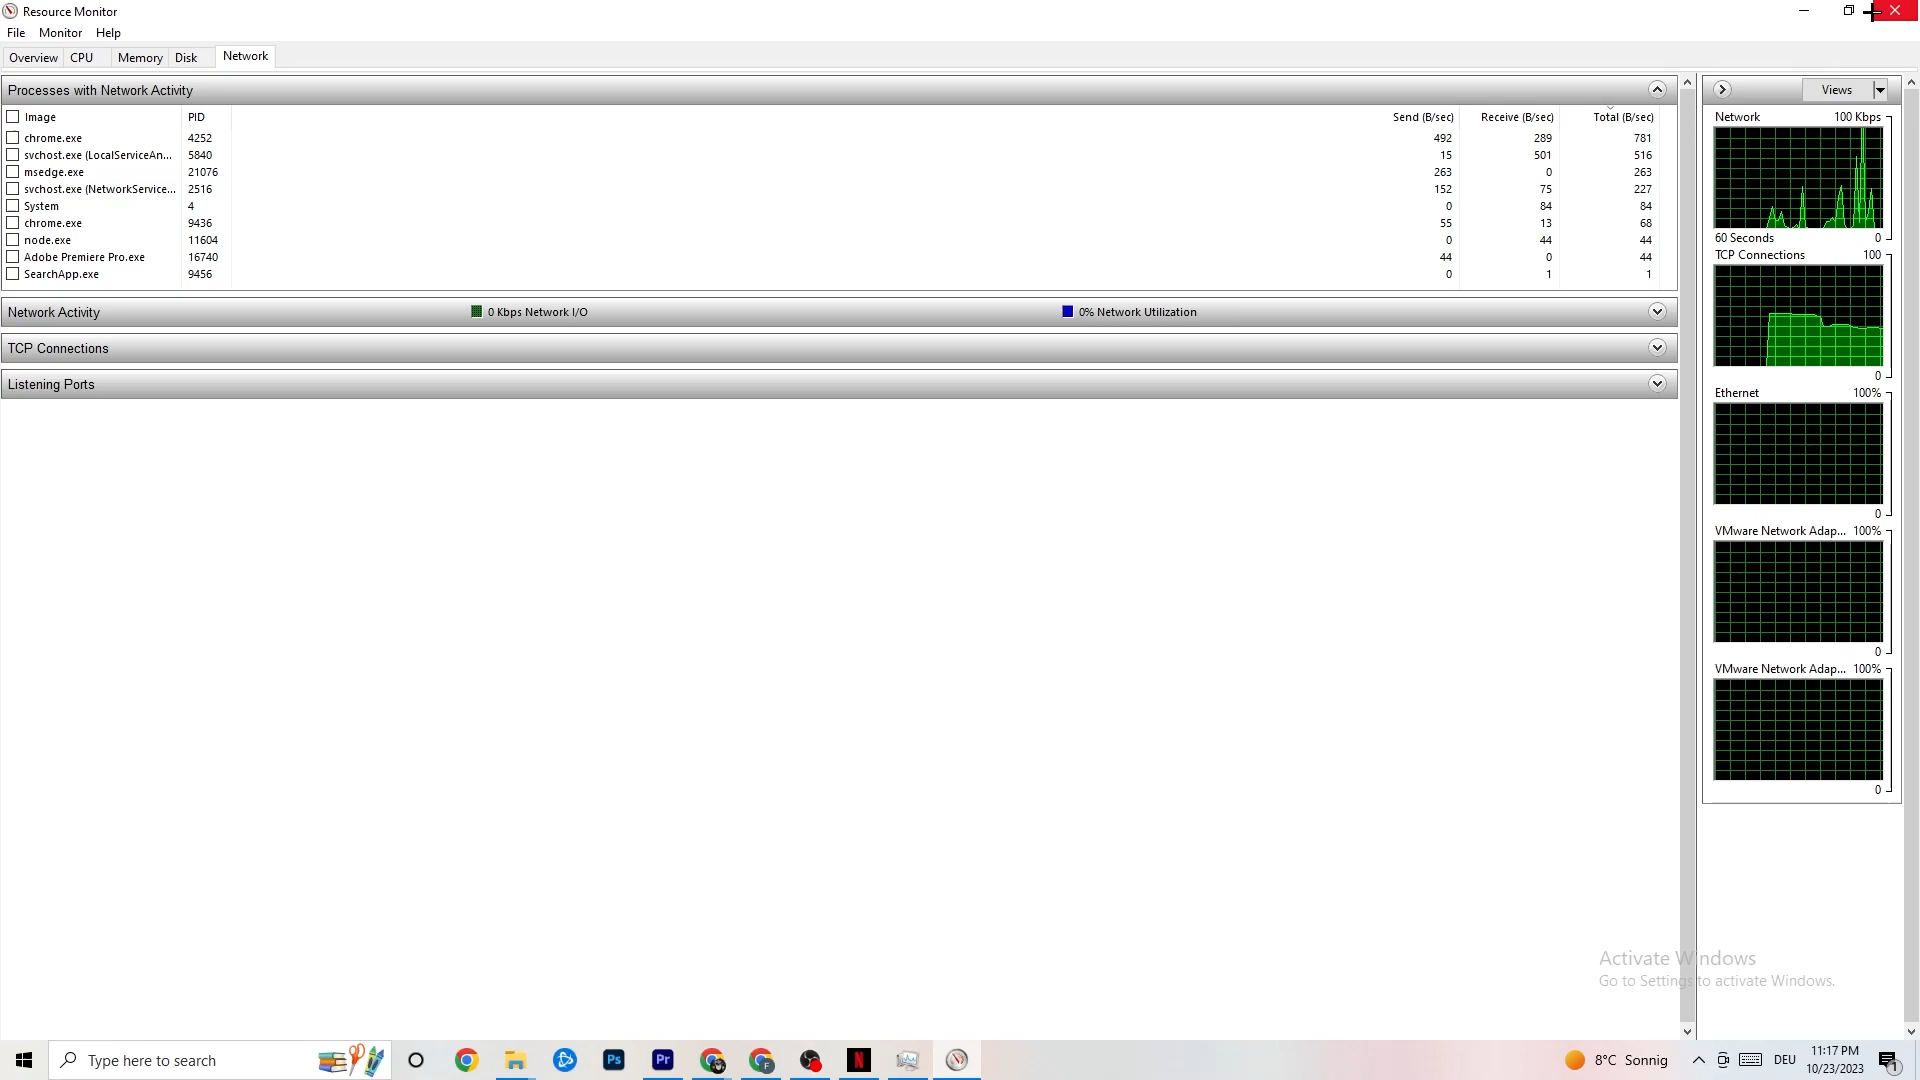 Resource Monitor
File Monitor Help
Overview CPU Memory Disk Network
Processes with Network Activity
Image PID Send (B/sec) Receive (B/sec) Total (B/sec)
chrome.exe 4252 492 289 781
svchost.exe (LocalServiceAn... 5840 15 501 516
msedge.exe 21076 263 0 263
svchost.exe (NetworkService... 2516 152 75 227
System 4 0 84 84
chrome.exe 9436 55 13 68
node.exe 11604 0 44 44
Adobe Premiere Pro.exe 16740 44 0 44
SearchApp.exe 9456 0 1 1
Network Activity 0 Kbps Network I/O 0% Network Utilization
TCP Connections
Listening Ports
Views
Network 100 Kbps
60 Seconds 0
TCP Connections 100
0
Ethernet 100%
0
VMware Network Adap... 100%
0
VMware Network Adap... 100%
0
Activate Windows
Go to Settings to activate Windows.
Type here to search
Ps
Pr
F
N
8°C Sonnig
DEU
11:17 PM
10/23/2023
1